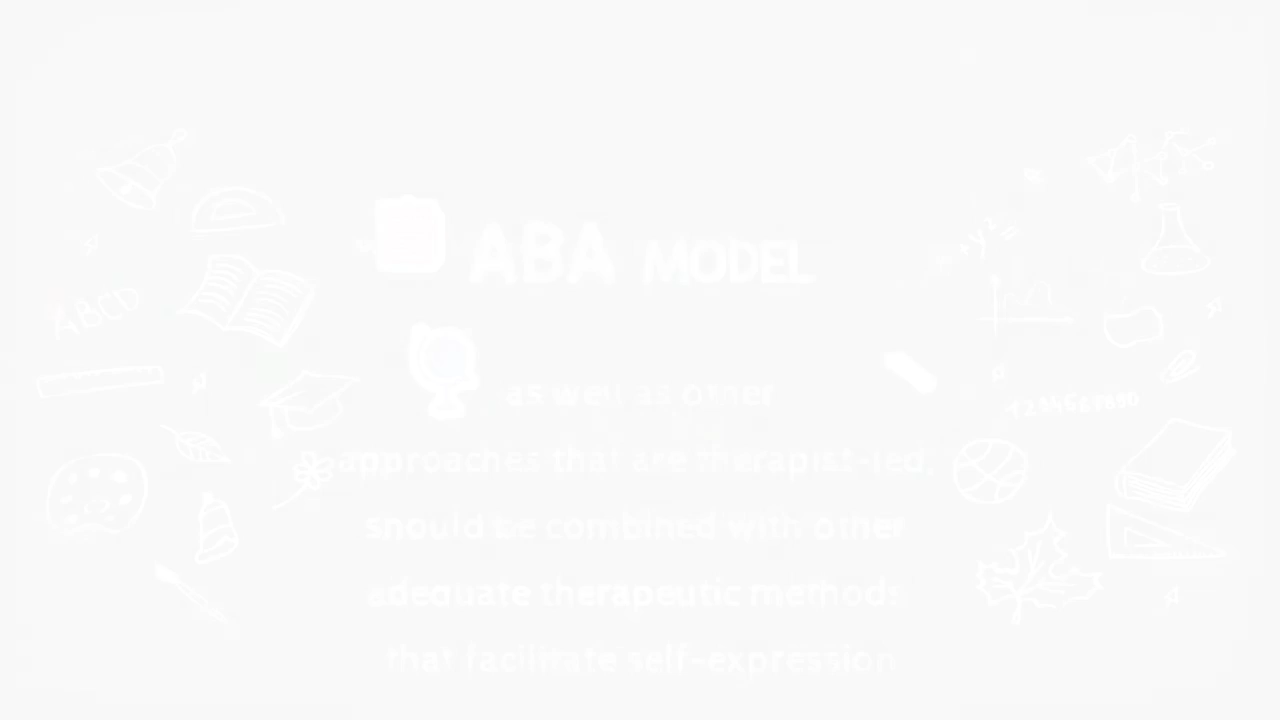 ABA MODEL
ABCD
as well as other
approaches that are therapist-led,
should be combined with other
adequate therapeutic methods
that facilitate self-expression